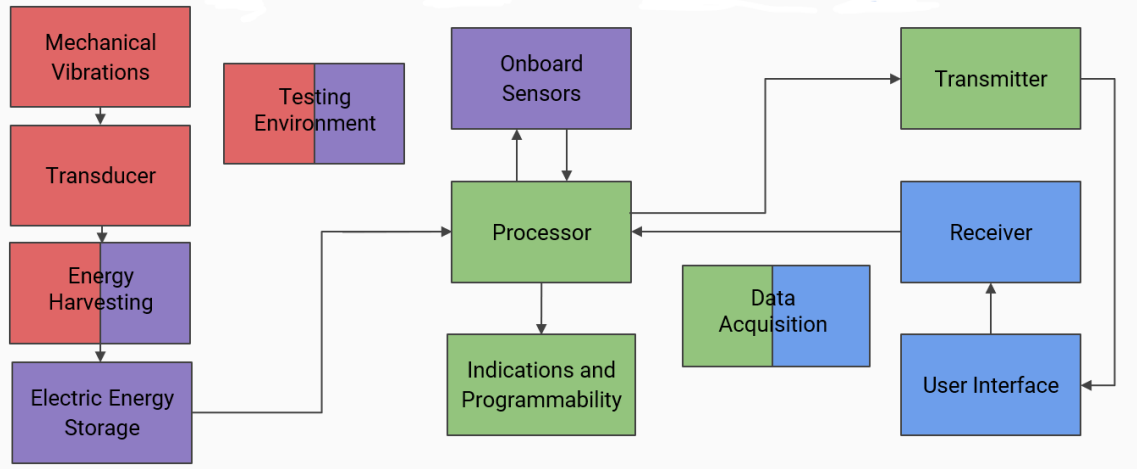 Mechanical
Vibrations
Transducer
Energy
Harvesting
Electric Energy
Storage
Testing
Environment
Onboard
Sensors
Processor
Indications and
Programmability
Data
Acquisition
Transmitter
Receiver
User Interface